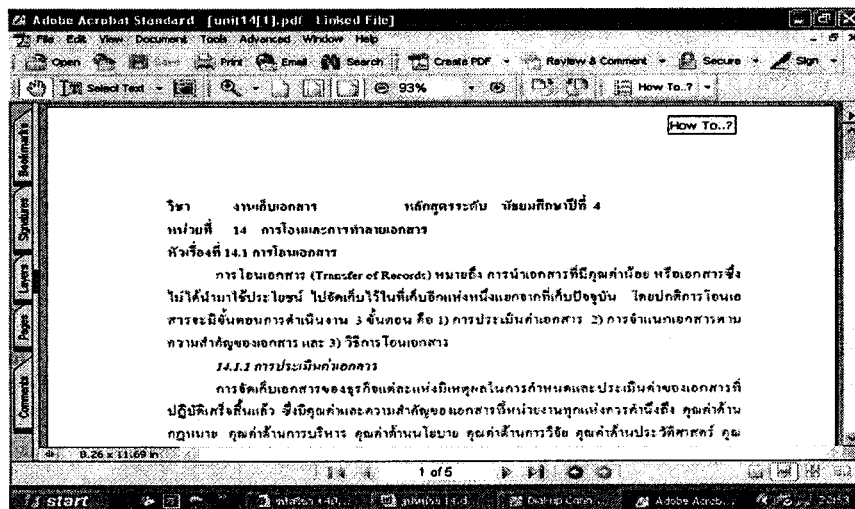 Adobe Acrobat Standard - [unit14[1].pdf - Linked File]
File Edit View Document Tools Advanced Window Help
Open Save Print Email Search Create PDF Review & Comment Secure Sign
Select Text 93% How To..?
How To..?
Bookmarks
Signatures
Layers
Pages
Comments
วิชา งานเก็บเอกสาร หลักสูตรระดับ มัธยมศึกษาปีที่ 4
หน่วยที่ 14 การโอนและการทำลายเอกสาร
หัวเรื่องที่ 14.1 การโอนเอกสาร
การโอนเอกสาร (Transfer of Records) หมายถึง การนำเอกสารที่มีคุณค่าน้อย หรือเอกสารซึ่ง
ไม่ได้นำมาใช้ประโยชน์ ไปจัดเก็บไว้ในที่เก็บอีกแห่งหนึ่งแยกจากที่เก็บปัจจุบัน โดยปกติการโอนเอ
สารจะมีขั้นตอนการดำเนินงาน 3 ขั้นตอน คือ 1) การประเมินค่าเอกสาร 2) การจำแนกเอกสารตาม
ความสำคัญของเอกสาร และ 3) วิธีการโอนเอกสาร
14.1.1 การประเมินค่าเอกสาร
การจัดเก็บเอกสารของธุรกิจแต่ละแห่งมีเหตุผลในการกำหนดและประเมินค่าของเอกสารที่
ปฏิบัติเสร็จสิ้นแล้ว ซึ่งมีคุณค่าและความสำคัญของเอกสารที่หน่วยงานทุกแห่งควรคำนึงถึง คุณค่าด้าน
กฎหมาย คุณค่าด้านการบริหาร คุณค่าด้านนโยบาย คุณค่าด้านการวิจัย คุณค่าด้านประวัติศาสตร์ คุณ
8.26 x 11.69 in
1 of 5
start Dial-up Conn... Adobe Acrob...